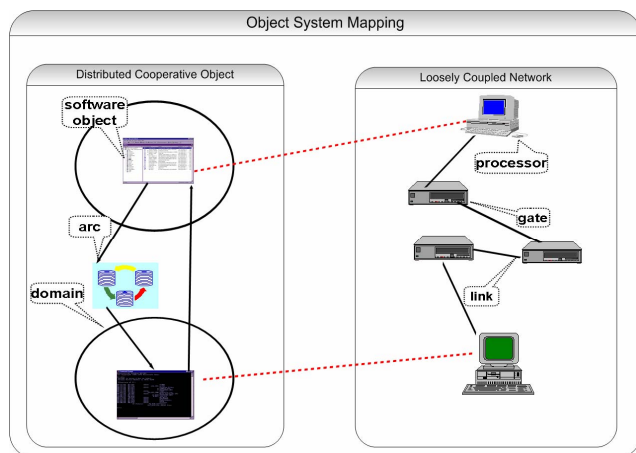 Object System Mapping
Distributed Cooperative Object
Loosely Coupled Network
software
object
processor
gate
arc
link
domain